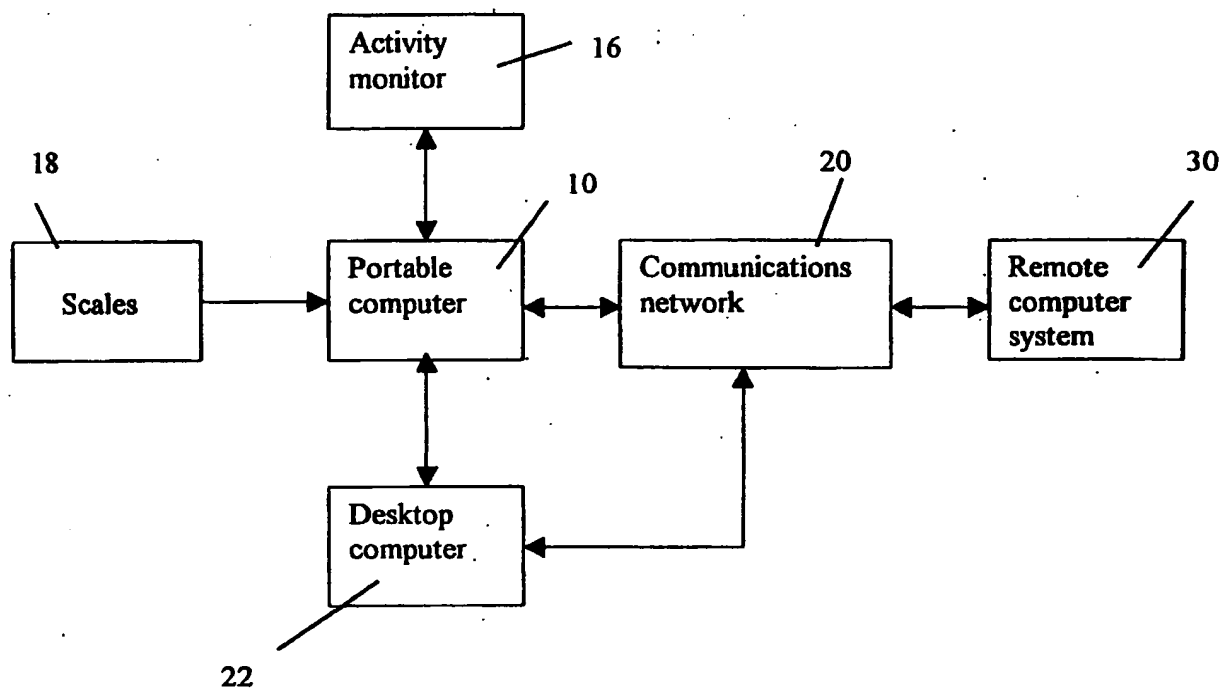 Activity
monitor
16
18
10
20
30
Scales
Portable
computer
Communications
network
Remote
computer
system
Desktop
computer
22